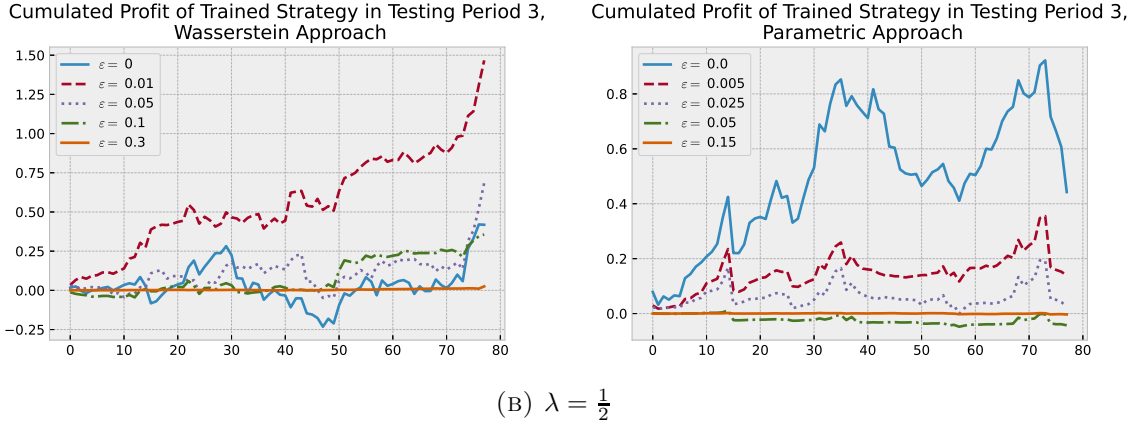 Cumulated Profit of Trained Strategy in Testing Period 3,
Wasserstein Approach
1.50
1.25
1.00
0.75
0.50
0.25
0.00
−0.25
ε = 0
ε = 0.01
ε = 0.05
ε = 0.1
ε = 0.3
0 10 20 30 40 50 60 70 80
Cumulated Profit of Trained Strategy in Testing Period 3,
Parametric Approach
0.8
0.6
0.4
0.2
0.0
ε = 0.0
ε = 0.005
ε = 0.025
ε = 0.05
ε = 0.15
0 10 20 30 40 50 60 70 80
(B) λ = 1/2